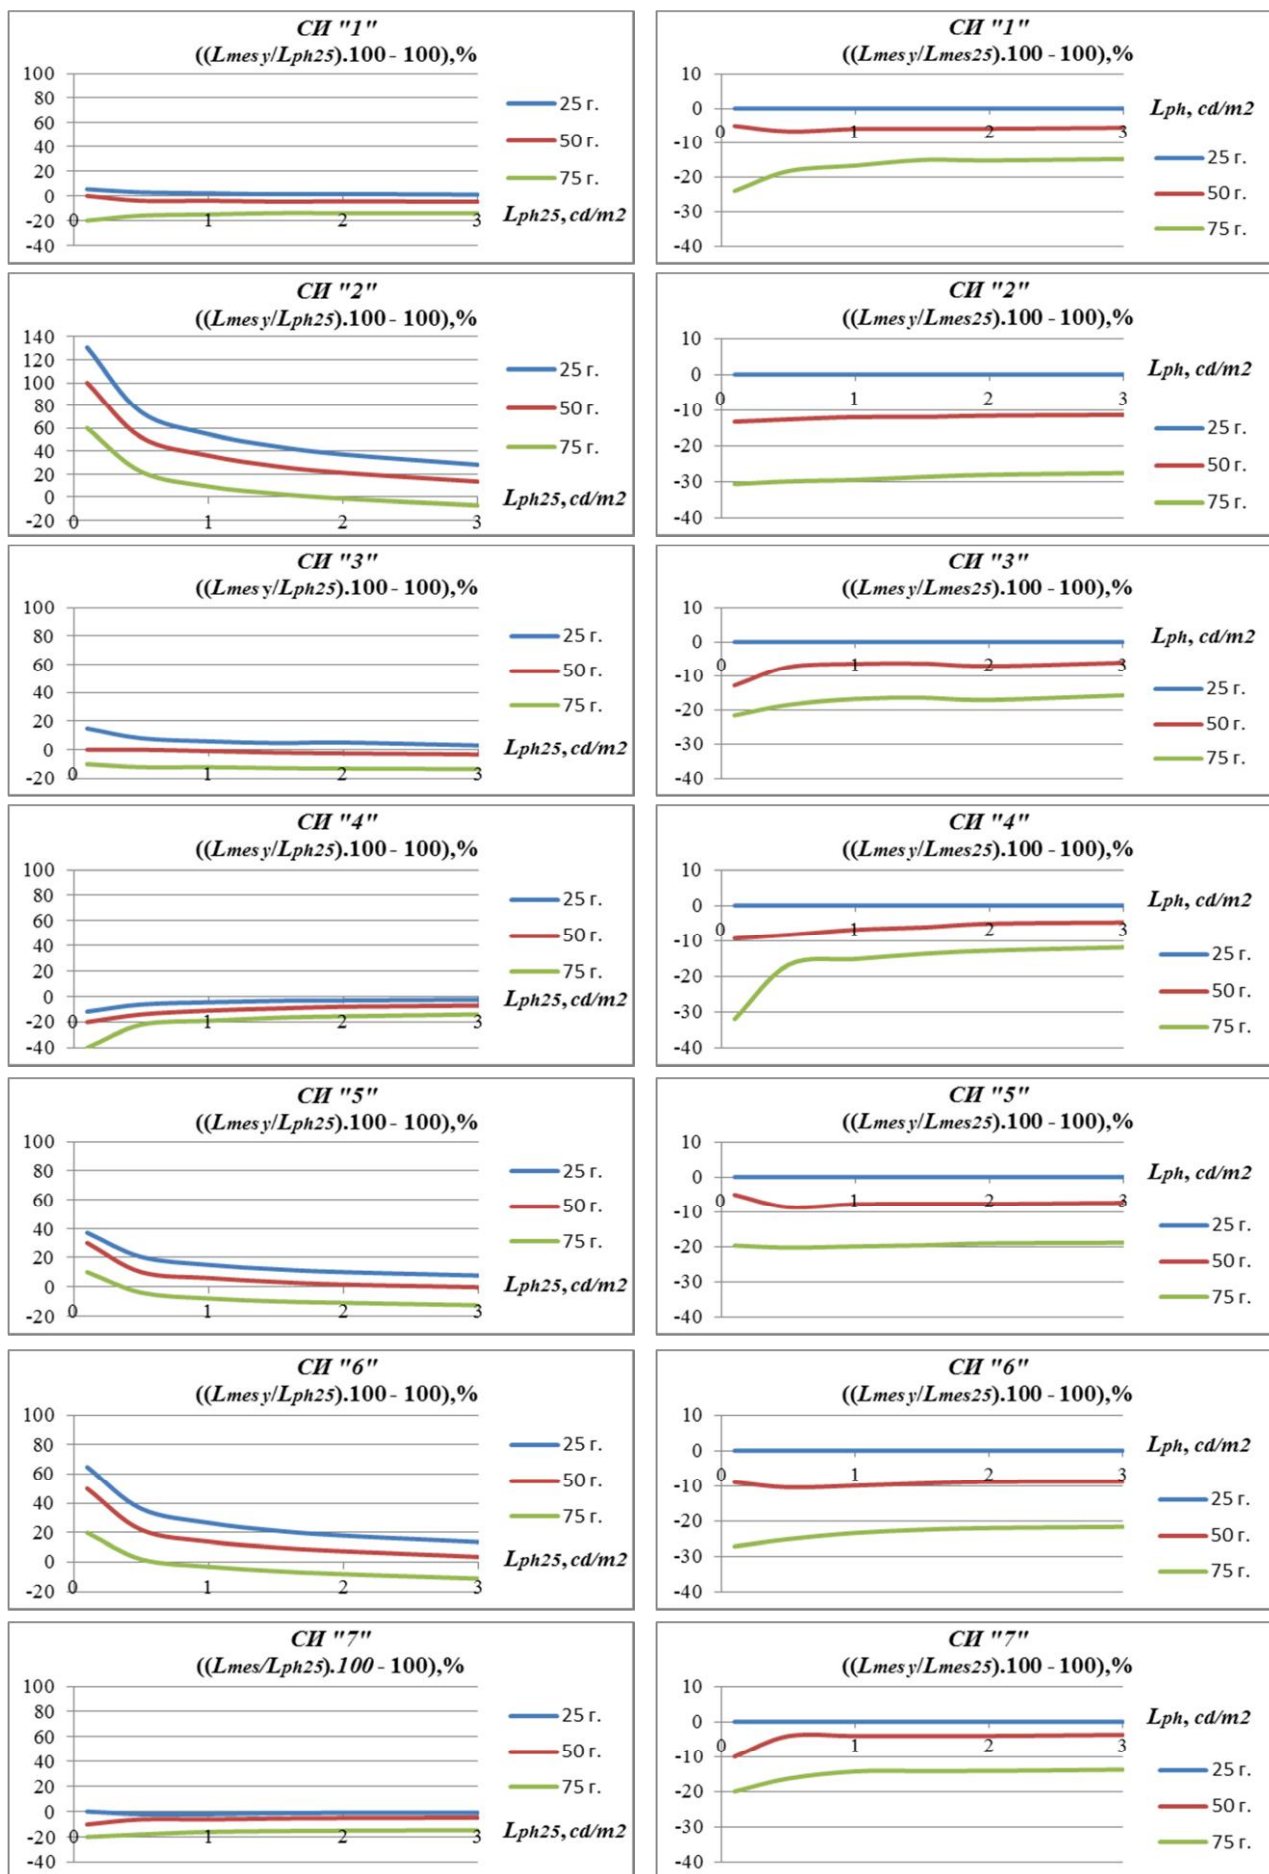 СИ "1"
((Lmes y/Lph25).100 - 100),%
100
80
60
40
20
0
-20
-40
0
1
2
3
25 г.
50 г.
75 г.
Lph25, cd/m2
СИ "1"
((Lmes y/Lmes25).100 - 100),%
10
0
-10
-20
-30
-40
0
1
2
3
Lph, cd/m2
25 г.
50 г.
75 г.
СИ "2"
((Lmes y/Lph25).100 - 100),%
140
120
100
80
60
40
20
0
-20
0
1
2
3
25 г.
50 г.
75 г.
Lph25, cd/m2
СИ "2"
((Lmes y/Lmes25).100 - 100),%
10
0
-10
-20
-30
-40
0
1
2
3
Lph, cd/m2
25 г.
50 г.
75 г.
СИ "3"
((Lmes y/Lph25).100 - 100),%
100
80
60
40
20
0
-20
0
1
2
3
25 г.
50 г.
75 г.
Lph25, cd/m2
СИ "3"
((Lmes y/Lmes25).100 - 100),%
10
0
-10
-20
-30
-40
0
1
2
3
Lph, cd/m2
25 г.
50 г.
75 г.
СИ "4"
((Lmes y/Lph25).100 - 100),%
100
80
60
40
20
0
-20
-40
0
1
2
3
25 г.
50 г.
75 г.
Lph25, cd/m2
СИ "4"
((Lmes y/Lmes25).100 - 100),%
10
0
-10
-20
-30
-40
0
1
2
3
Lph, cd/m2
25 г.
50 г.
75 г.
СИ "5"
((Lmes y/Lph25).100 - 100),%
100
80
60
40
20
0
-20
0
1
2
3
25 г.
50 г.
75 г.
Lph25, cd/m2
СИ "5"
((Lmes y/Lmes25).100 - 100),%
10
0
-10
-20
-30
-40
0
1
2
3
Lph, cd/m2
25 г.
50 г.
75 г.
СИ "6"
((Lmes y/Lph25).100 - 100),%
100
80
60
40
20
0
-20
0
1
2
3
25 г.
50 г.
75 г.
Lph25, cd/m2
СИ "6"
((Lmes y/Lmes25).100 - 100),%
10
0
-10
-20
-30
-40
0
1
2
3
Lph, cd/m2
25 г.
50 г.
75 г.
СИ "7"
((Lmes/Lph25).100 - 100),%
100
80
60
40
20
0
-20
-40
0
1
2
3
25 г.
50 г.
75 г.
Lph25, cd/m2
СИ "7"
((Lmes y/Lmes25).100 - 100),%
10
0
-10
-20
-30
-40
0
1
2
3
Lph, cd/m2
25 г.
50 г.
75 г.